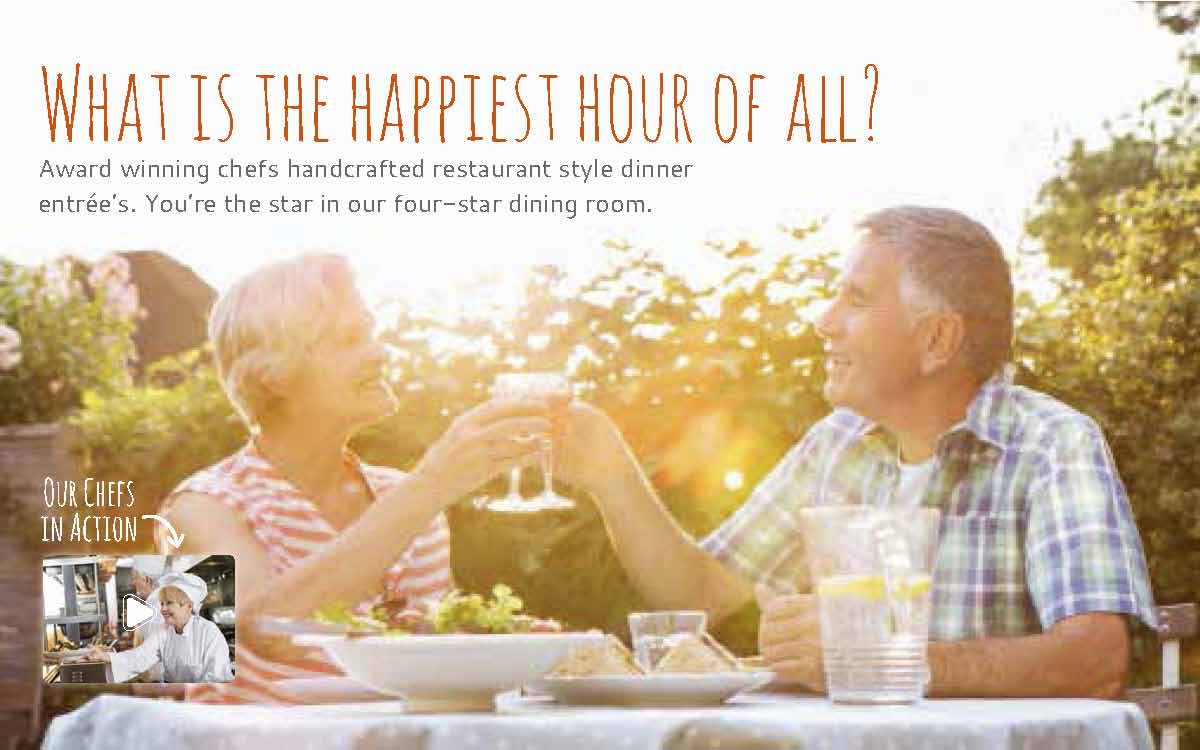 What is the happiest hour of all?
Award winning chefs handcrafted restaurant style dinner
entrée's. You're the star in our four-star dining room.
Our Chefs
in Action